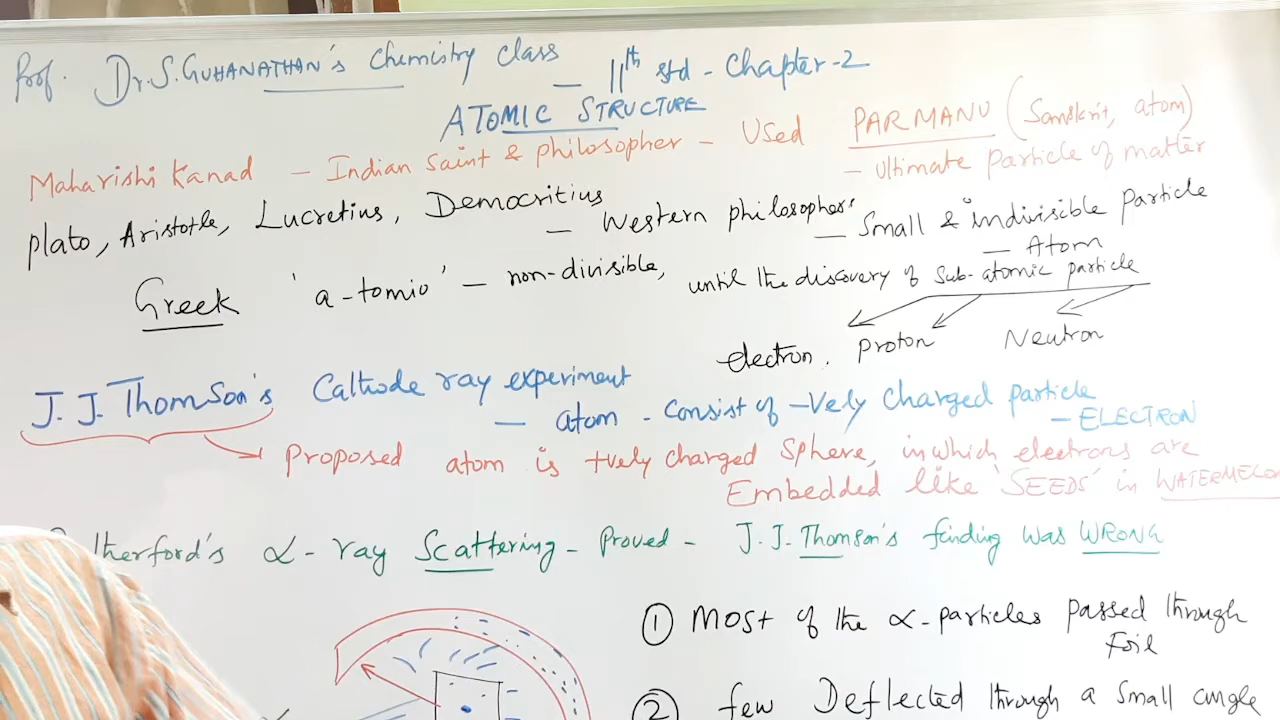 Prof. Dr.S.GUHANATHAN's Chemistry Class
– 11th std - Chapter-2
ATOMIC STRUCTURE
Maharishi Kanad – Indian Saint & philosopher – Used PARMANU (Sanskrit, atom)
– Ultimate particle of matter
Plato, Aristotle, Lucretius, Democritius
– Western philosophers'
– Small & indivisible particle
– Atom
Greek 'a-tomio' – non-divisible, until the discovery of sub-atomic particle
electron, proton Neutron
J. J. Thomson's Cathode ray experiment
– atom - consist of -vely charged particle
– ELECTRON
proposed atom is +vely charged sphere, in which electrons are
Embedded like 'SEEDS' in WATERMELO
therford's α-ray Scattering – Proved – J.J. Thomson's finding was WRONG
① Most of the α-particles passed through
Foil
② few Deflected through a small angle